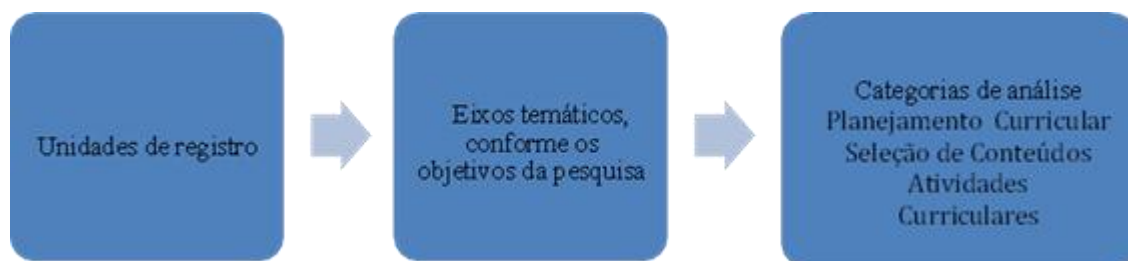 Unidades de registro
Eixos temáticos,
conforme os
objetivos da pesquisa
Categorias de análise
Planejamento Curricular
Seleção de Conteúdos
Atividades
Curriculares